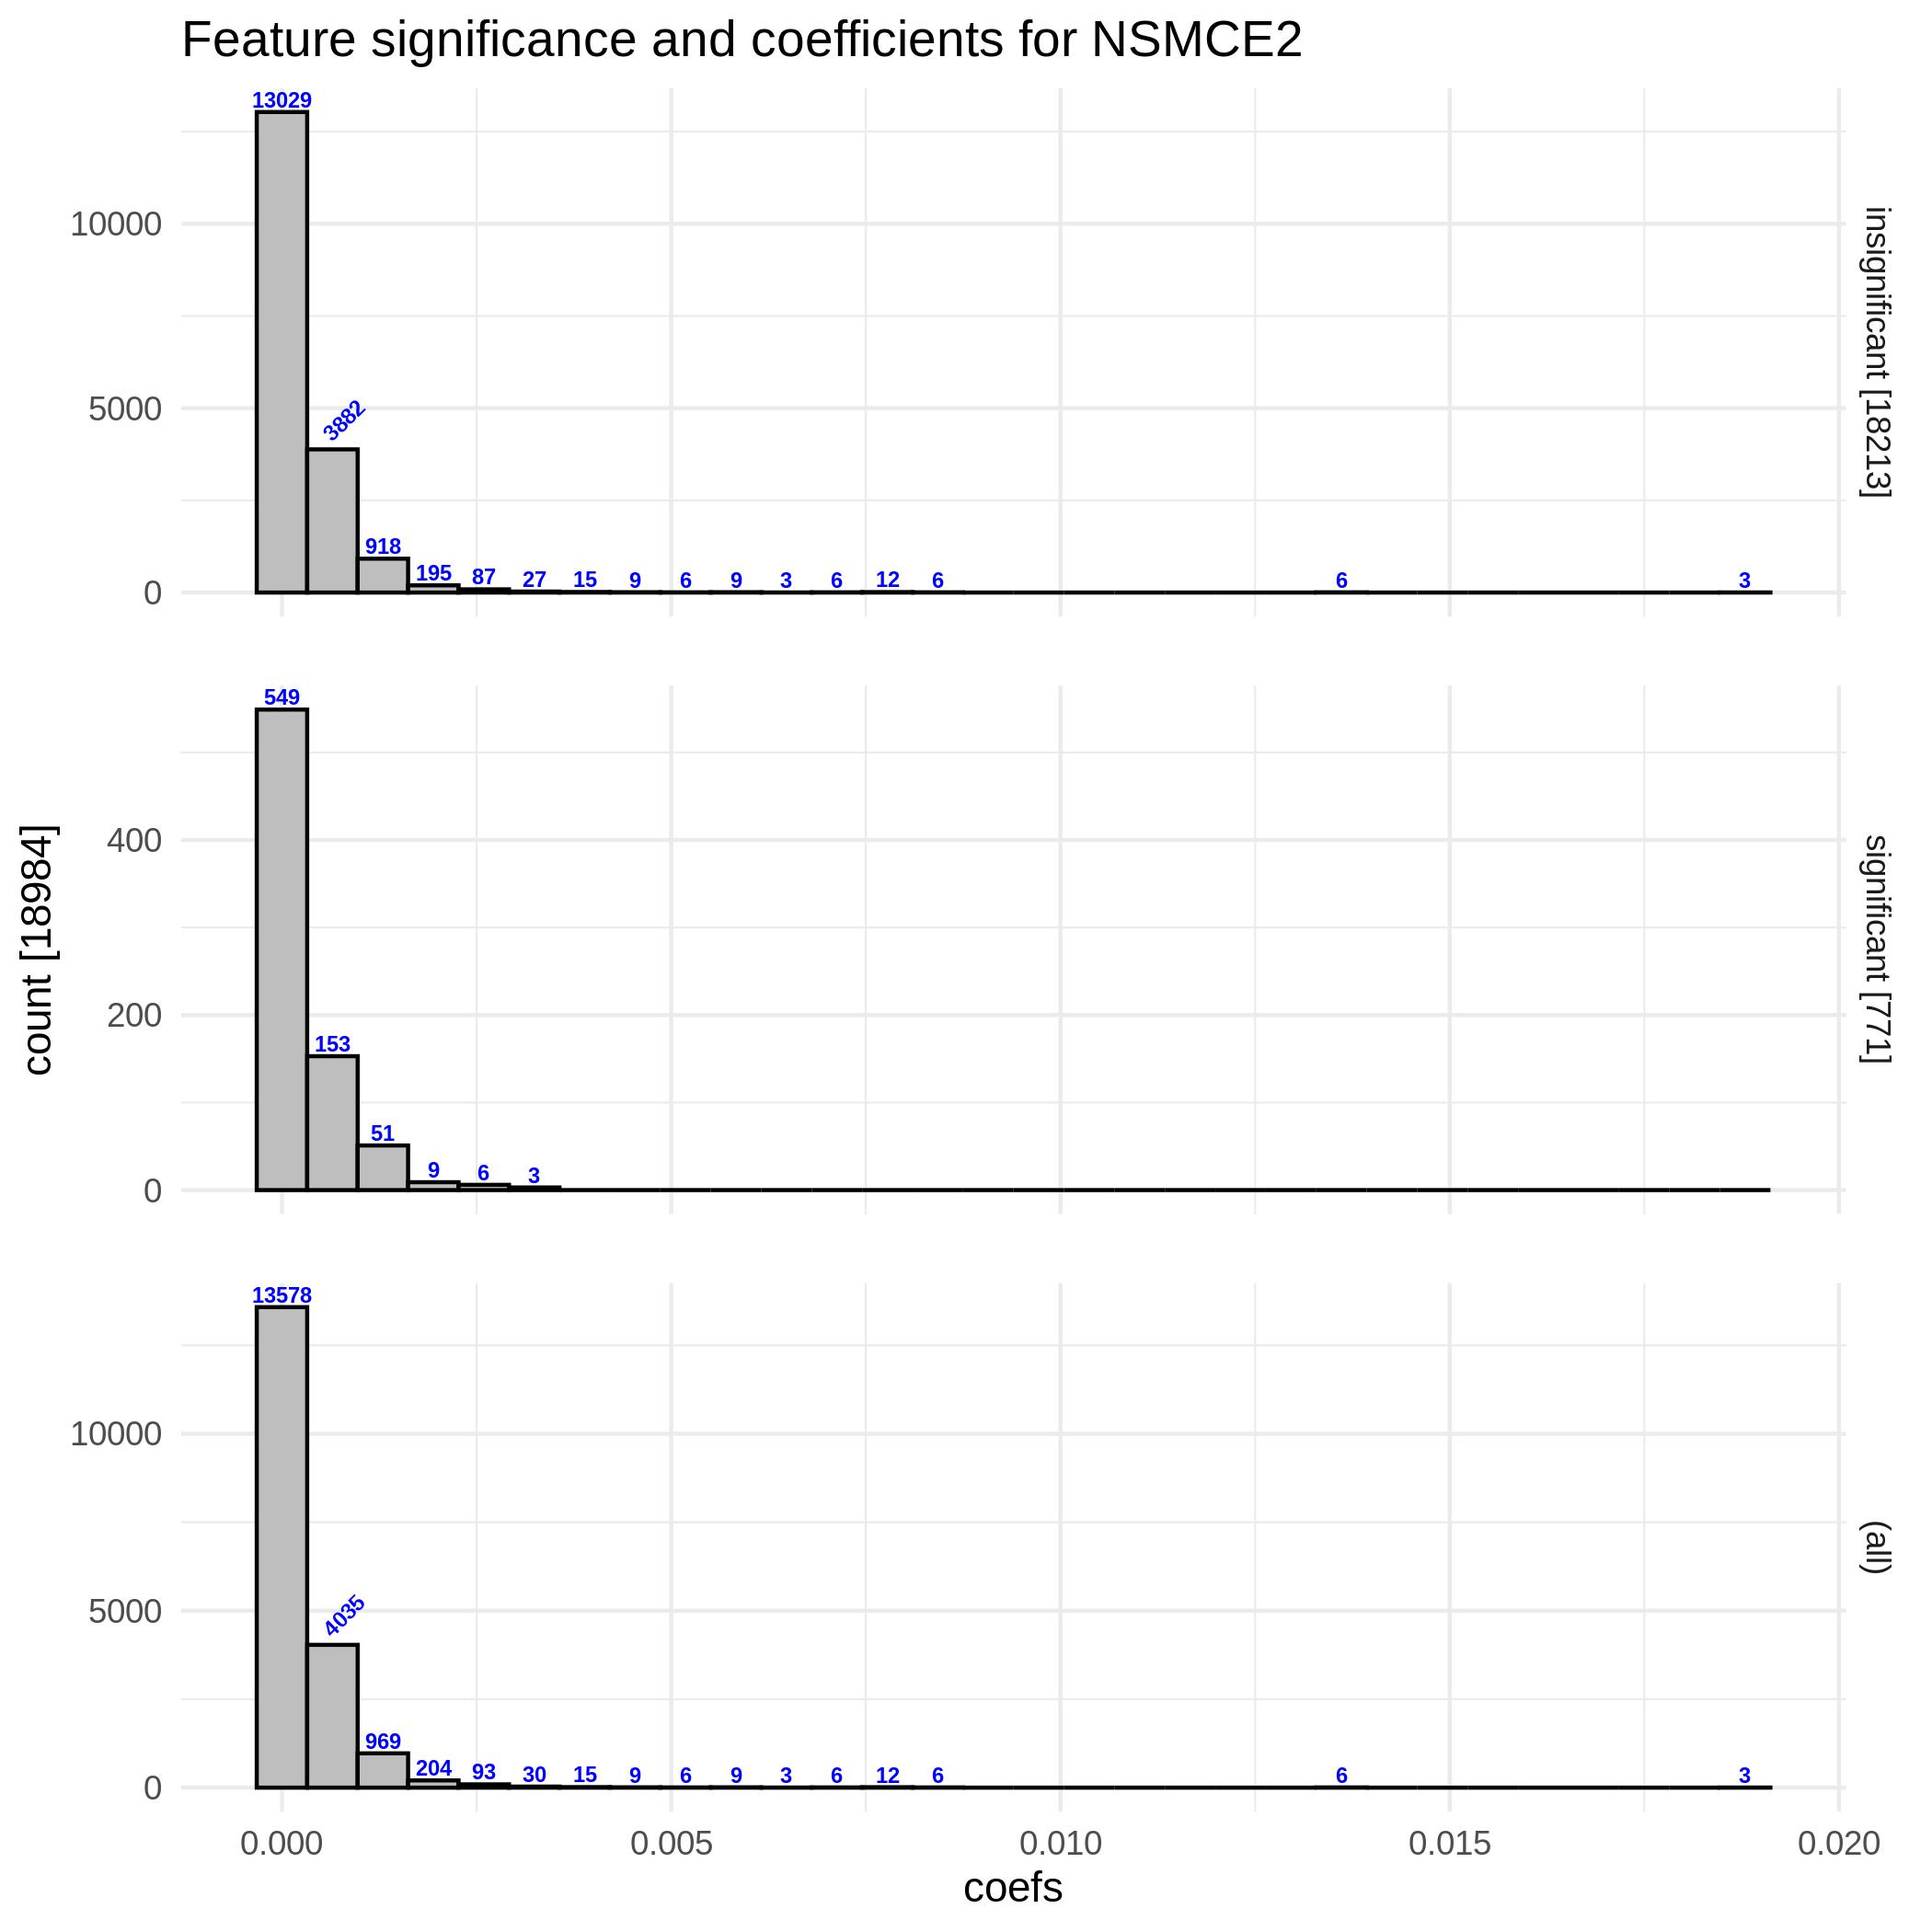 Feature significance and coefficients for NSMCE2
13029
10000
5000
0
3882
918
195 87 27 15 9 6 9 3 6 12 6 6 3
insignificant [18213]
count [18984]
549
400
200
0
153
51
9 6 3
significant [771]
13578
10000
5000
0
4035
969
204 93 30 15 9 6 9 3 6 12 6 6 3
(all)
0.000 0.005 0.010 0.015 0.020
coefs